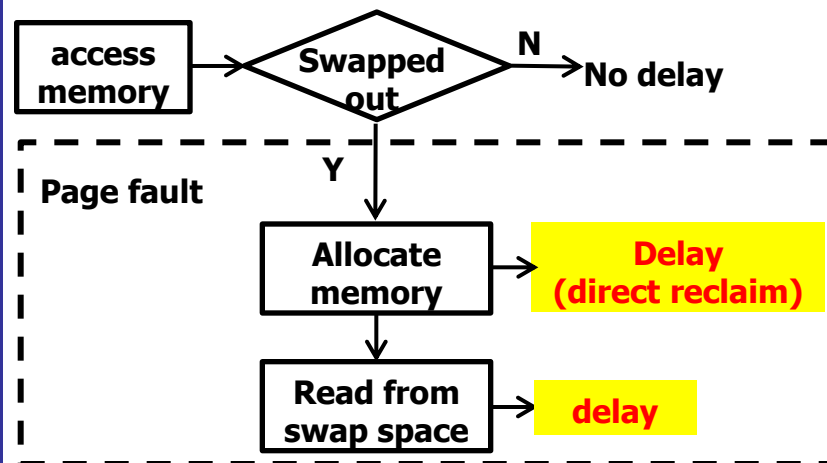 access
memory
Swapped
out
N
No delay
Y
Page fault
Allocate
memory
Delay
(direct reclaim)
Read from
swap space
delay